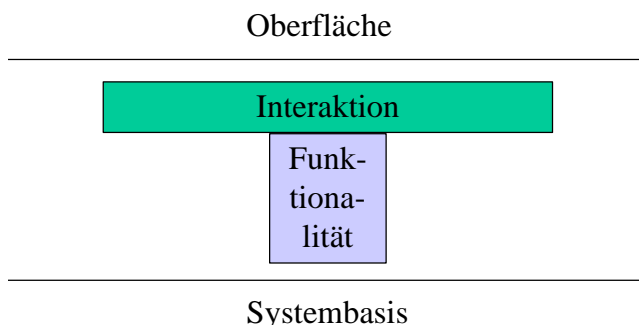 Oberfläche
Interaktion
Funk-
tiona-
lität
Systembasis